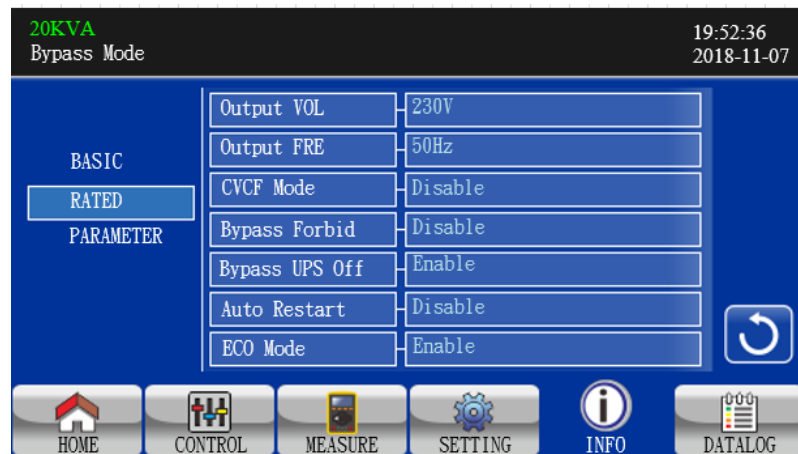 20KVA
Bypass Mode
19:52:36
2018-11-07
BASIC
RATED
PARAMETER
Output VOL 230V
Output FRE 50Hz
CVCF Mode Disable
Bypass Forbid Disable
Bypass UPS Off Enable
Auto Restart Disable
ECO Mode Enable
HOME CONTROL MEASURE SETTING INFO DATALOG